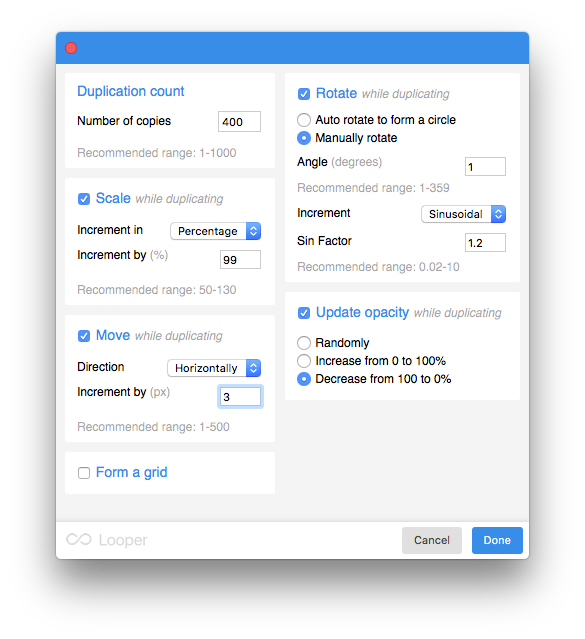 Duplication count
Number of copies 400
Recommended range: 1-1000
Scale while duplicating
Increment in Percentage
Increment by (%) 99
Recommended range: 50-130
Move while duplicating
Direction Horizontally
Increment by (px) 3
Recommended range: 1-500
Form a grid
Rotate while duplicating
Auto rotate to form a circle
Manually rotate
Angle (degrees) 1
Recommended range: 1-359
Increment Sinusoidal
Sin Factor 1.2
Recommended range: 0.02-10
Update opacity while duplicating
Randomly
Increase from 0 to 100%
Decrease from 100 to 0%
Looper
Cancel Done